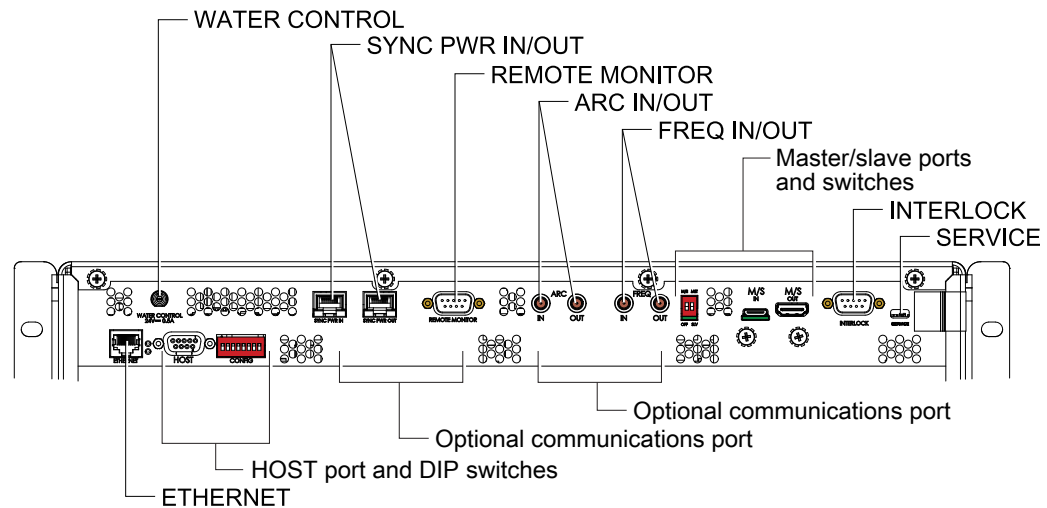 WATER CONTROL
SYNC PWR IN/OUT
REMOTE MONITOR
ARC IN/OUT
FREQ IN/OUT
Master/slave ports
and switches
INTERLOCK
SERVICE
WATER CONTROL
SYNC PWR IN
SYNC PWR OUT
REMOTE MONITOR
ARC
IN
OUT
FREQ
IN
OUT
OFF SLV
M/S
IN
M/S
OUT
INTERLOCK
SERVICE
ETHERNET
HOST
CONFIG
Optional communications port
Optional communications port
HOST port and DIP switches
ETHERNET